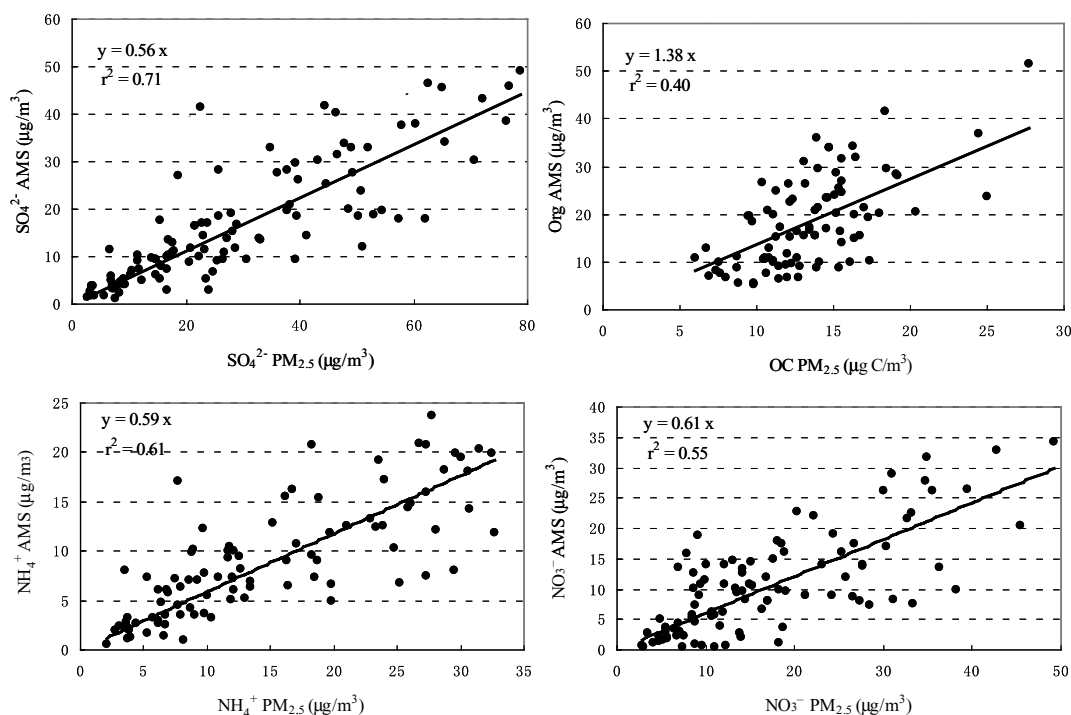 60
50
40
30
20
10
0
y = 0.56 x
r² = 0.71
SO₄²⁻ AMS (μg/m³)
0 20 40 60 80
SO₄²⁻ PM₂.₅ (μg/m³)
60
50
40
30
20
10
0
y = 1.38 x
r² = 0.40
Org AMS (μg/m³)
0 5 10 15 20 25 30
OC PM₂.₅ (μg C/m³)
25
20
15
10
5
0
y = 0.59 x
r² = 0.61
NH₄⁺ AMS (μg/m3)
0 5 10 15 20 25 30 35
NH₄⁺ PM₂.₅ (μg/m³)
40
35
30
25
20
15
10
5
0
y = 0.61 x
r² = 0.55
NO₃⁻ AMS (μg/m³)
0 10 20 30 40 50
NO₃⁻ PM₂.₅ (μg/m³)